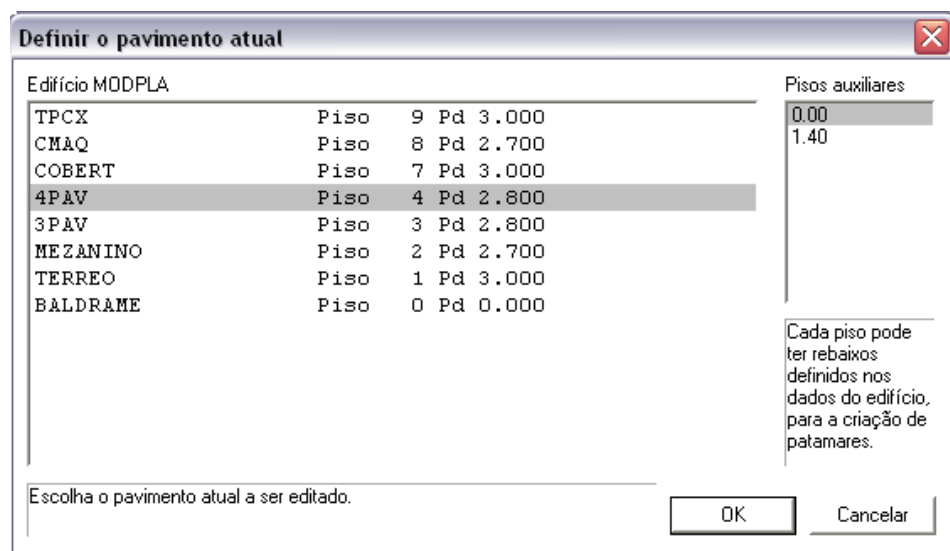 Definir o pavimento atual
Edifício MODPLA
Pisos auxiliares
TPCX Piso 9 Pd 3.000
CMAQ Piso 8 Pd 2.700
COBERT Piso 7 Pd 3.000
4PAV Piso 4 Pd 2.800
3PAV Piso 3 Pd 2.800
MEZANINO Piso 2 Pd 2.700
TERREO Piso 1 Pd 3.000
BALDRAME Piso 0 Pd 0.000
0.00
1.40
Cada piso pode
ter rebaixos
definidos nos
dados do edifício,
para a criação de
patamares.
Escolha o pavimento atual a ser editado.
OK
Cancelar